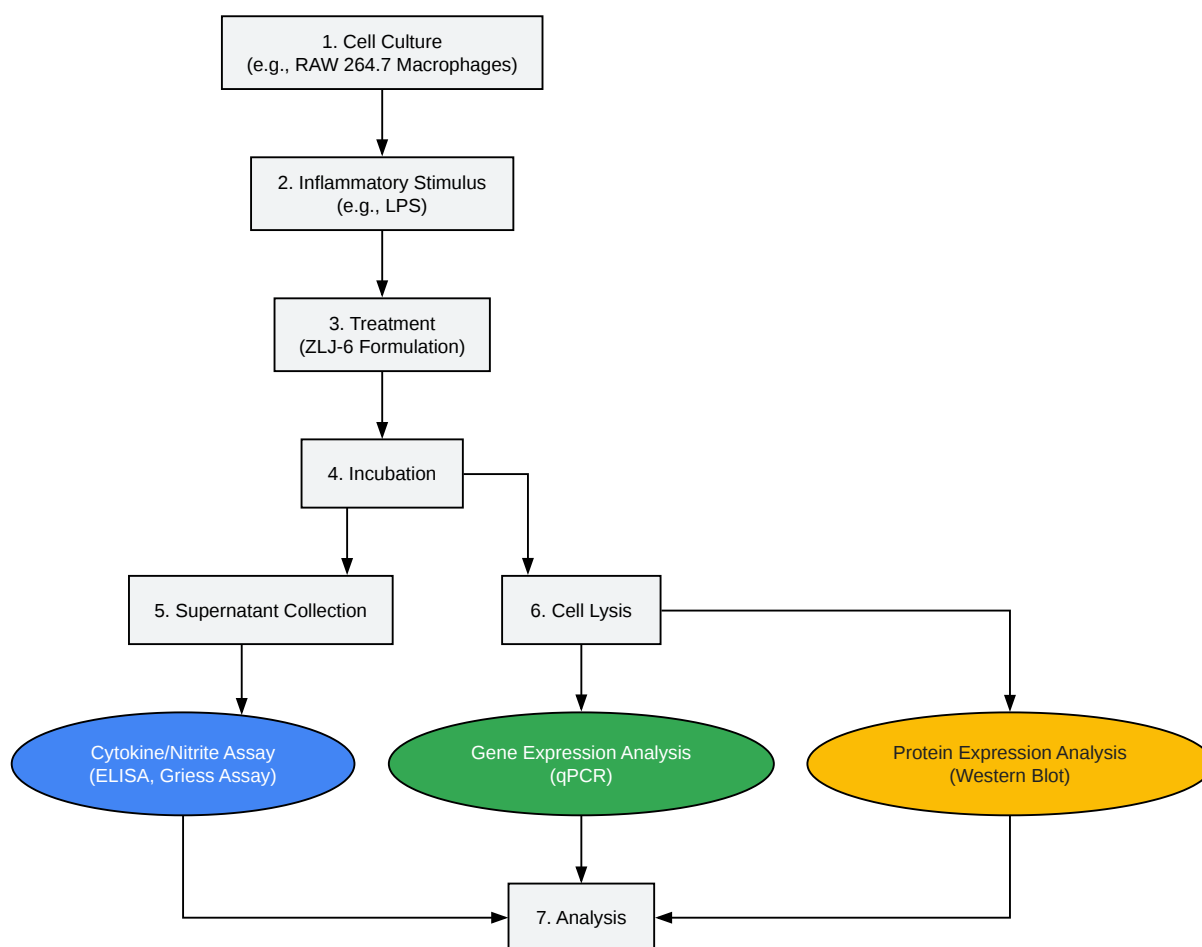 1. Cell Culture
(e.g., RAW 264.7 Macrophages)
2. Inflammatory Stimulus
(e.g., LPS)
3. Treatment
(ZLJ-6 Formulation)
4. Incubation
5. Supernatant Collection
6. Cell Lysis
Cytokine/Nitrite Assay
(ELISA, Griess Assay)
Gene Expression Analysis
(qPCR)
Protein Expression Analysis
(Western Blot)
7. Analysis